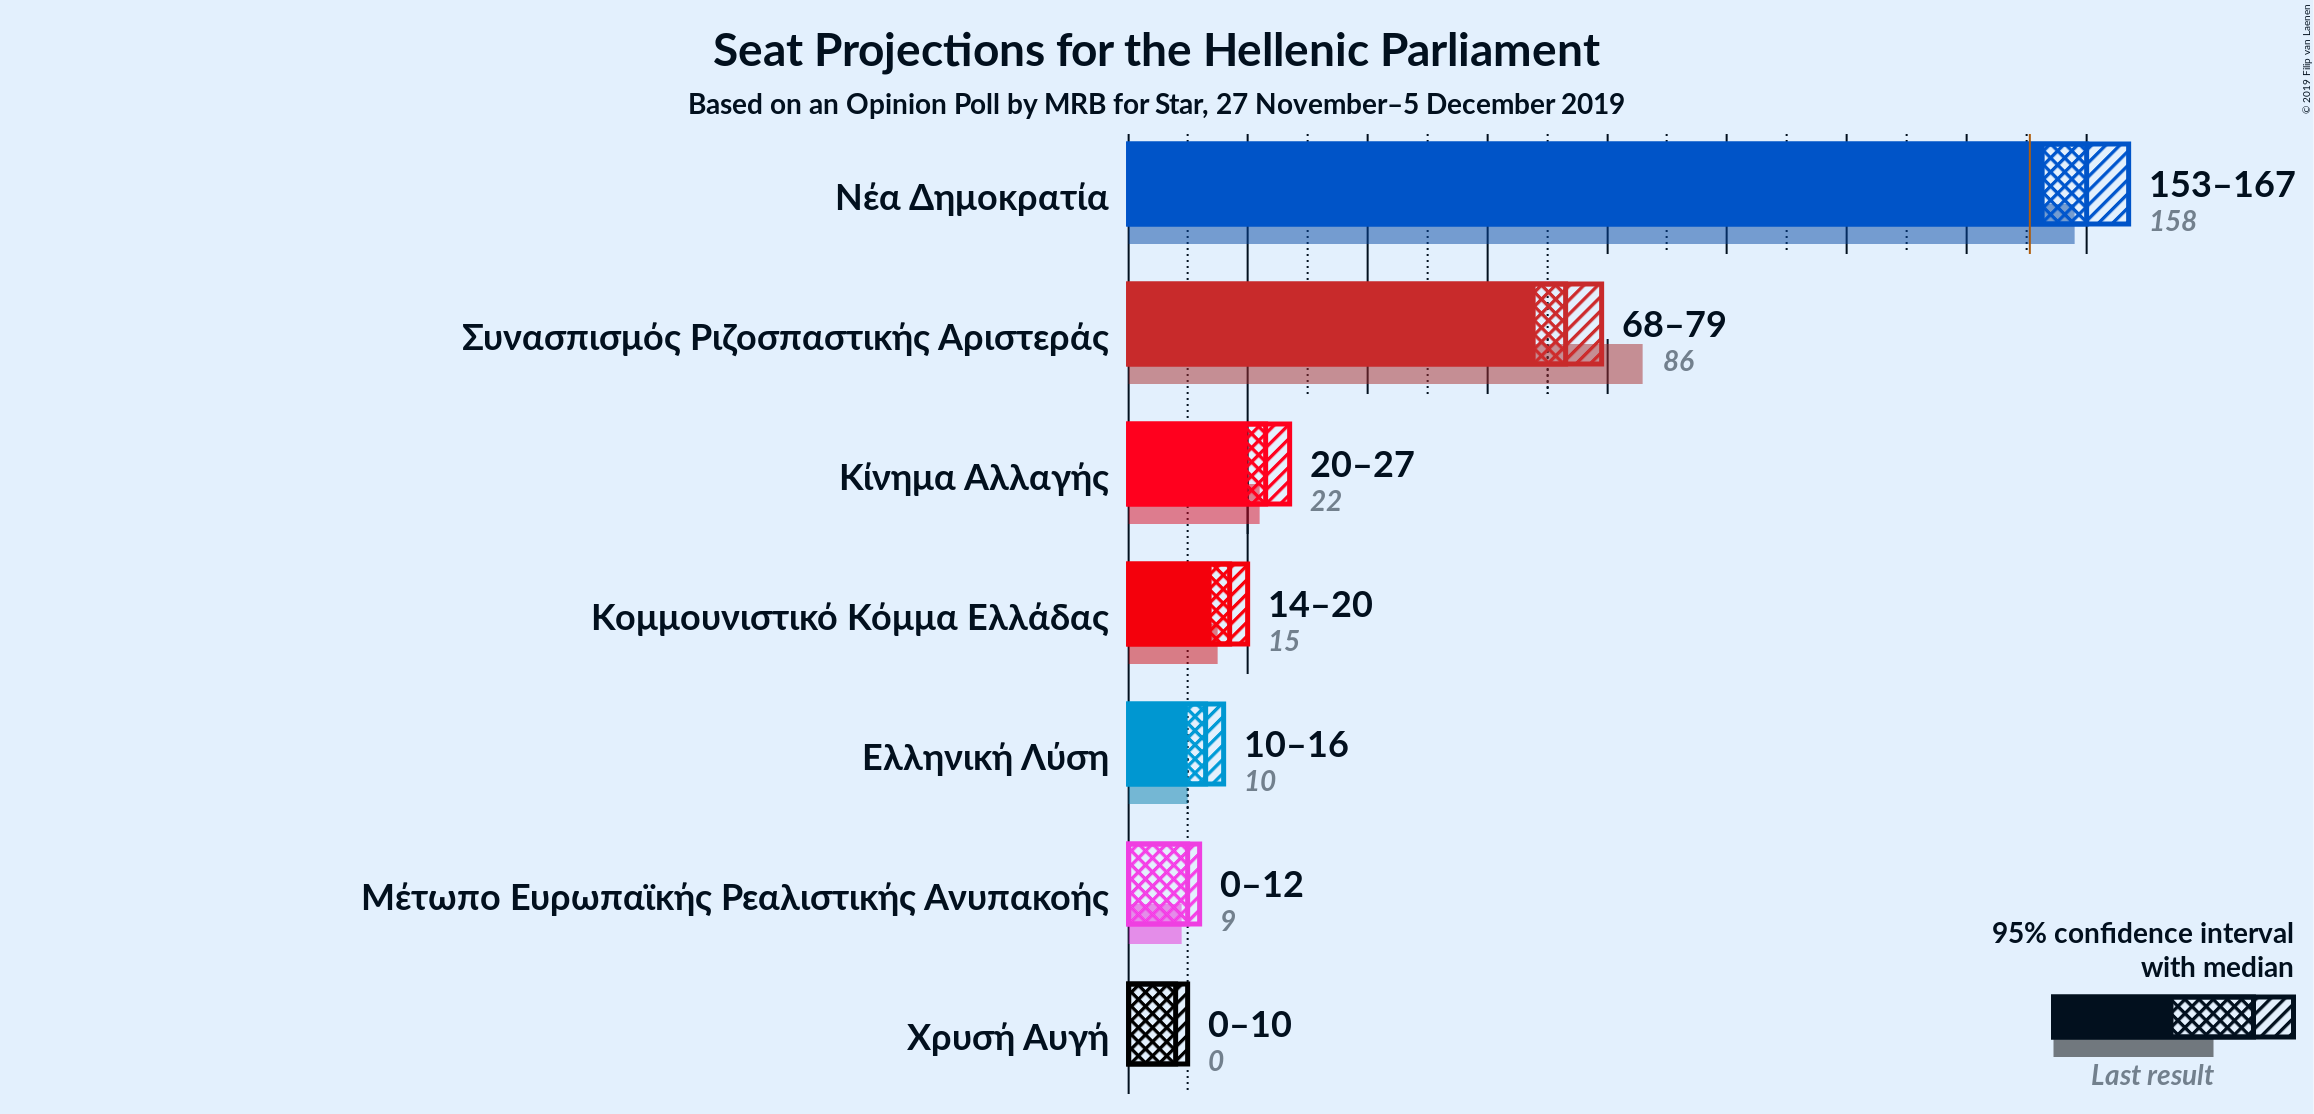 Seat Projections for the Hellenic Parliament
Based on an Opinion Poll by MRB for Star, 27 November–5 December 2019
© 2019 Filip van Laenen
Νέα Δημοκρατία
153–167
158
Συνασπισμός Ριζοσπαστικής Αριστεράς
68–79
86
Κίνημα Αλλαγής
20–27
22
Κομμουνιστικό Κόμμα Ελλάδας
14–20
15
Ελληνική Λύση
10–16
10
Μέτωπο Ευρωπαϊκής Ρεαλιστικής Ανυπακοής
0–12
9
Χρυσή Αυγή
0–10
0
95% confidence interval
with median
Last result